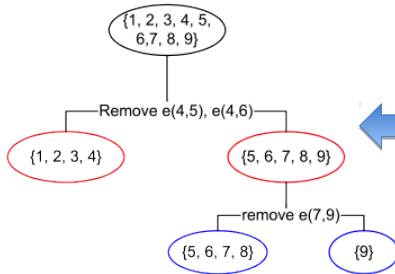 {1, 2, 3, 4, 5,
6,7, 8, 9}
Remove e(4,5), e(4,6)
{1, 2, 3, 4}
{5, 6, 7, 8, 9}
remove e(7,9)
{5, 6, 7, 8}
{9}